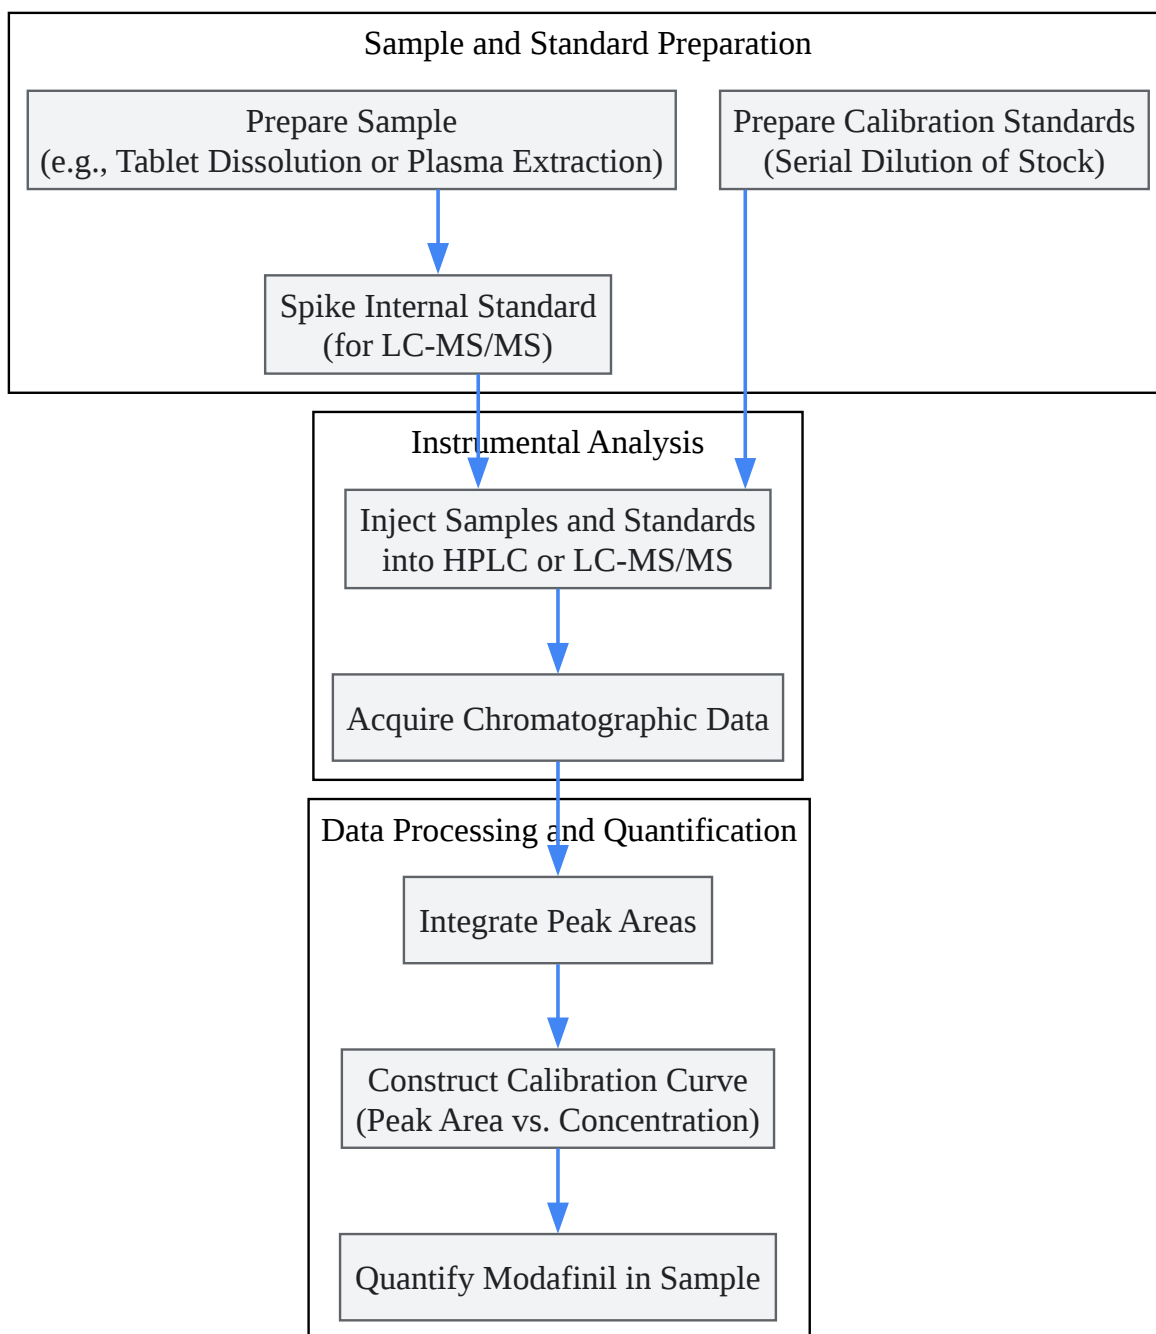 Sample and Standard Preparation
Prepare Sample
(e.g., Tablet Dissolution or Plasma Extraction)
Prepare Calibration Standards
(Serial Dilution of Stock)
Spike Internal Standard
(for LC-MS/MS)
Instrumental Analysis
Inject Samples and Standards
into HPLC or LC-MS/MS
Acquire Chromatographic Data
Data Processing and Quantification
Integrate Peak Areas
Construct Calibration Curve
(Peak Area vs. Concentration)
Quantify Modafinil in Sample